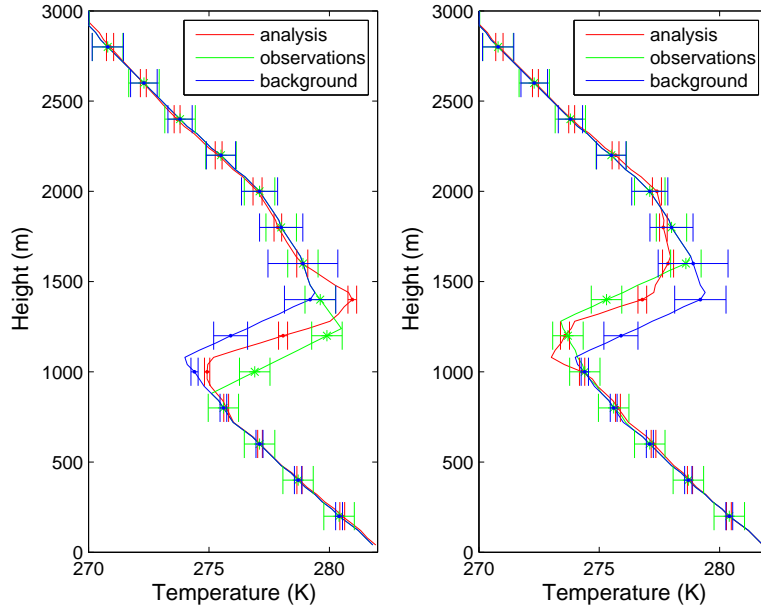 3000
2500
2000
1500
1000
500
0
Height (m)
270
275
280
Temperature (K)
analysis
observations
background
3000
2500
2000
1500
1000
500
0
Height (m)
270
275
280
Temperature (K)
analysis
observations
background